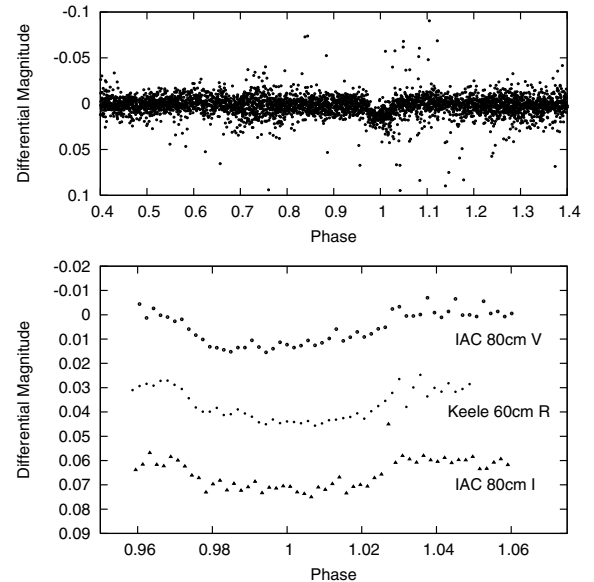 -0.1
-0.05
0
0.05
0.1
Differential Magnitude
0.4 0.5 0.6 0.7 0.8 0.9 1 1.1 1.2 1.3 1.4
Phase
-0.02
-0.01
0
0.01
0.02
0.03
0.04
0.05
0.06
0.07
0.08
0.09
Differential Magnitude
IAC 80cm V
Keele 60cm R
IAC 80cm I
0.96 0.98 1 1.02 1.04 1.06
Phase